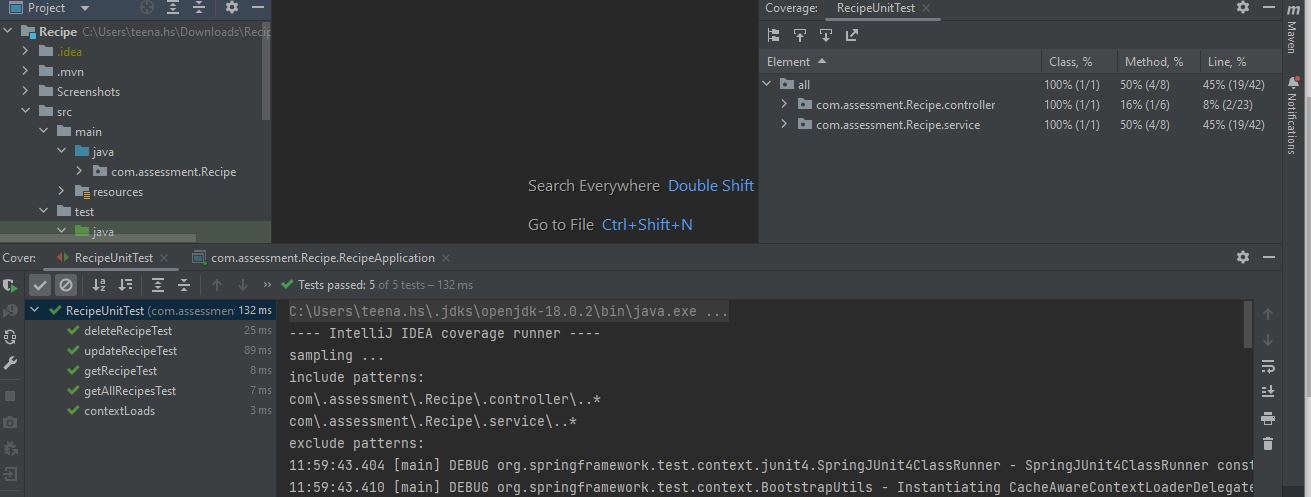 Project
Recipe C:\Users\teena.hs\Downloads\Recip
.idea
.mvn
Screenshots
src
main
java
com.assessment.Recipe
resources
test
java
Search Everywhere Double Shift
Go to File Ctrl+Shift+N
Coverage: RecipeUnitTest
Element Class, % Method, % Line, %
all 100% (1/1) 50% (4/8) 45% (19/42)
com.assessment.Recipe.controller 100% (1/1) 16% (1/6) 8% (2/23)
com.assessment.Recipe.service 100% (1/1) 50% (4/8) 45% (19/42)
m
Maven
Notifications
Cover: RecipeUnitTest com.assessment.Recipe.RecipeApplication
Tests passed: 5 of 5 tests – 132 ms
RecipeUnitTest (com.assessmen 132 ms
deleteRecipeTest 25 ms
updateRecipeTest 89 ms
getRecipeTest 8 ms
getAllRecipesTest 7 ms
contextLoads 3 ms
C:\Users\teena.hs\.jdks\openjdk-18.0.2\bin\java.exe ...
---- IntelliJ IDEA coverage runner ----
sampling ...
include patterns:
com\.assessment\.Recipe\.controller\..*
com\.assessment\.Recipe\.service\..*
exclude patterns:
11:59:43.404 [main] DEBUG org.springframework.test.context.junit4.SpringJUnit4ClassRunner - SpringJUnit4ClassRunner const
11:59:43.410 [main] DEBUG org.springframework.test.context.BootstrapUtils - Instantiating CacheAwareContextLoaderDelegate